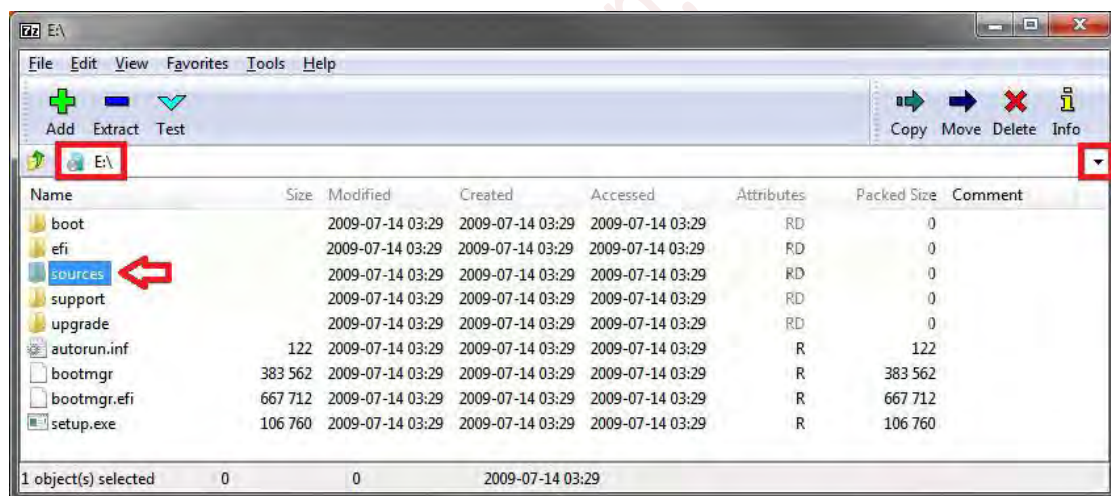 7z E:\
File Edit View Favorites Tools Help
Add Extract Test Copy Move Delete Info
E:\
Name Size Modified Created Accessed Attributes Packed Size Comment
boot 2009-07-14 03:29 2009-07-14 03:29 2009-07-14 03:29 RD 0
efi 2009-07-14 03:29 2009-07-14 03:29 2009-07-14 03:29 RD 0
sources 2009-07-14 03:29 2009-07-14 03:29 2009-07-14 03:29 RD 0
support 2009-07-14 03:29 2009-07-14 03:29 2009-07-14 03:29 RD 0
upgrade 2009-07-14 03:29 2009-07-14 03:29 2009-07-14 03:29 RD 0
autorun.inf 122 2009-07-14 03:29 2009-07-14 03:29 2009-07-14 03:29 R 122
bootmgr 383 562 2009-07-14 03:29 2009-07-14 03:29 2009-07-14 03:29 R 383 562
bootmgr.efi 667 712 2009-07-14 03:29 2009-07-14 03:29 2009-07-14 03:29 R 667 712
setup.exe 106 760 2009-07-14 03:29 2009-07-14 03:29 2009-07-14 03:29 R 106 760
1 object(s) selected 0 0 2009-07-14 03:29